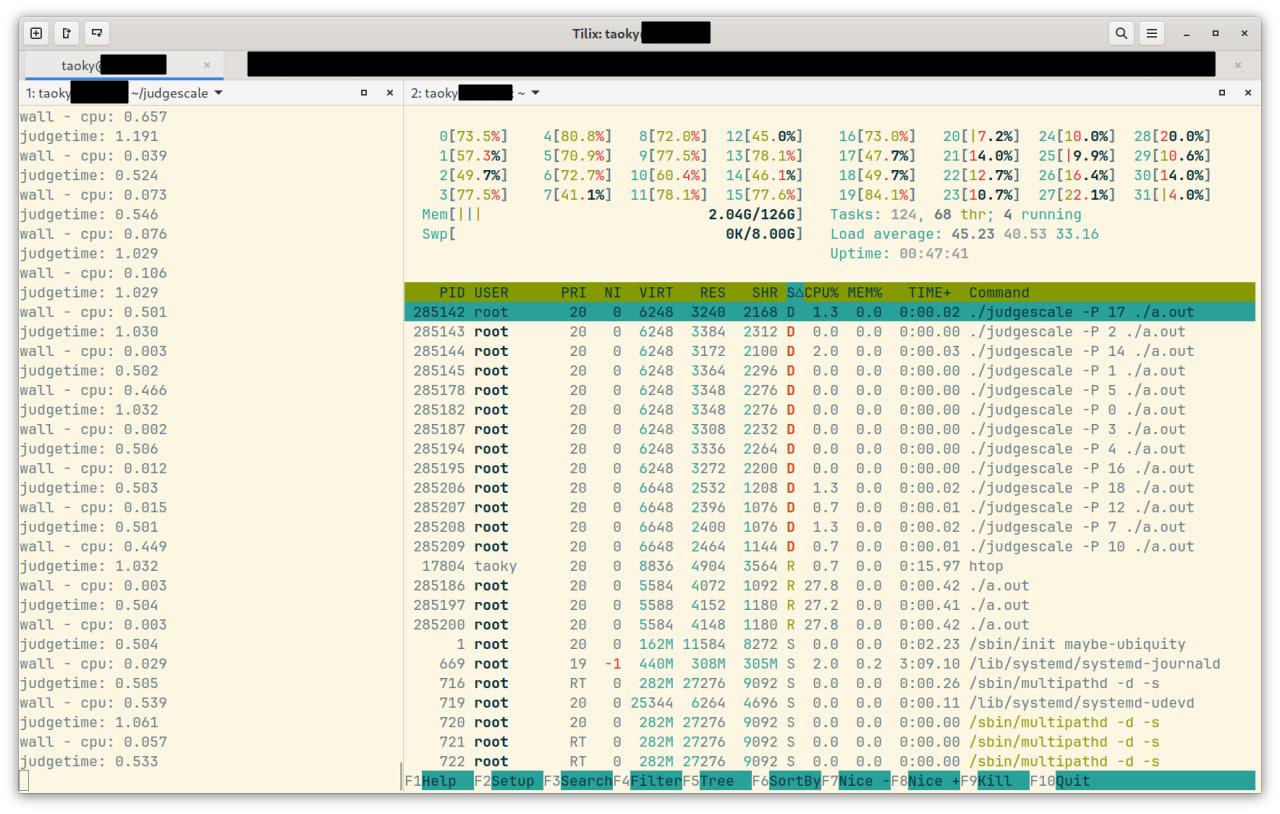 Tilix: taoky
taoky@
1: taoky ~/judgescale
wall - cpu: 0.657
judgetime: 1.191
wall - cpu: 0.039
judgetime: 0.524
wall - cpu: 0.073
judgetime: 0.546
wall - cpu: 0.076
judgetime: 1.029
wall - cpu: 0.106
judgetime: 1.029
wall - cpu: 0.501
judgetime: 1.030
wall - cpu: 0.003
judgetime: 0.502
wall - cpu: 0.466
judgetime: 1.032
wall - cpu: 0.002
judgetime: 0.506
wall - cpu: 0.012
judgetime: 0.503
wall - cpu: 0.015
judgetime: 0.501
wall - cpu: 0.449
judgetime: 1.032
wall - cpu: 0.003
judgetime: 0.504
wall - cpu: 0.003
judgetime: 0.504
wall - cpu: 0.029
judgetime: 0.505
wall - cpu: 0.539
judgetime: 1.061
wall - cpu: 0.057
judgetime: 0.533
2: taoky : ~
0[73.5%] 4[80.8%] 8[72.0%] 12[45.0%] 16[73.0%] 20[|7.2%] 24[10.0%] 28[20.0%]
1[57.3%] 5[70.9%] 9[77.5%] 13[78.1%] 17[47.7%] 21[14.0%] 25[|9.9%] 29[10.6%]
2[49.7%] 6[72.7%] 10[60.4%] 14[46.1%] 18[49.7%] 22[12.7%] 26[16.4%] 30[14.0%]
3[77.5%] 7[41.1%] 11[78.1%] 15[77.6%] 19[84.1%] 23[10.7%] 27[22.1%] 31[|4.0%]
Mem[||| 2.04G/126G] Tasks: 124, 68 thr; 4 running
Swp[ 0K/8.00G] Load average: 45.23 40.53 33.16
Uptime: 00:47:41
PID USER PRI NI VIRT RES SHR S△CPU% MEM% TIME+ Command
285142 root 20 0 6248 3240 2168 D 1.3 0.0 0:00.02 ./judgescale -P 17 ./a.out
285143 root 20 0 6248 3384 2312 D 0.0 0.0 0:00.00 ./judgescale -P 2 ./a.out
285144 root 20 0 6248 3172 2100 D 2.0 0.0 0:00.03 ./judgescale -P 14 ./a.out
285145 root 20 0 6248 3364 2296 D 0.0 0.0 0:00.00 ./judgescale -P 1 ./a.out
285178 root 20 0 6248 3348 2276 D 0.0 0.0 0:00.00 ./judgescale -P 5 ./a.out
285182 root 20 0 6248 3348 2276 D 0.0 0.0 0:00.00 ./judgescale -P 0 ./a.out
285187 root 20 0 6248 3308 2232 D 0.0 0.0 0:00.00 ./judgescale -P 3 ./a.out
285194 root 20 0 6248 3336 2264 D 0.0 0.0 0:00.00 ./judgescale -P 4 ./a.out
285195 root 20 0 6248 3272 2200 D 0.0 0.0 0:00.00 ./judgescale -P 16 ./a.out
285206 root 20 0 6648 2532 1208 D 1.3 0.0 0:00.02 ./judgescale -P 18 ./a.out
285207 root 20 0 6648 2396 1076 D 0.7 0.0 0:00.01 ./judgescale -P 12 ./a.out
285208 root 20 0 6648 2400 1076 D 1.3 0.0 0:00.02 ./judgescale -P 7 ./a.out
285209 root 20 0 6648 2464 1144 D 0.7 0.0 0:00.01 ./judgescale -P 10 ./a.out
17804 taoky 20 0 8836 4904 3564 R 0.7 0.0 0:15.97 htop
285186 root 20 0 5584 4072 1092 R 27.8 0.0 0:00.42 ./a.out
285197 root 20 0 5588 4152 1180 R 27.2 0.0 0:00.41 ./a.out
285200 root 20 0 5584 4148 1180 R 27.8 0.0 0:00.42 ./a.out
1 root 20 0 162M 11584 8272 S 0.0 0.0 0:02.23 /sbin/init maybe-ubiquity
669 root 19 -1 440M 308M 305M S 2.0 0.2 3:09.10 /lib/systemd/systemd-journald
716 root RT 0 282M 27276 9092 S 0.0 0.0 0:00.26 /sbin/multipathd -d -s
719 root 20 0 25344 6264 4696 S 0.0 0.0 0:00.11 /lib/systemd/systemd-udevd
720 root 20 0 282M 27276 9092 S 0.0 0.0 0:00.00 /sbin/multipathd -d -s
721 root RT 0 282M 27276 9092 S 0.0 0.0 0:00.00 /sbin/multipathd -d -s
722 root RT 0 282M 27276 9092 S 0.0 0.0 0:00.00 /sbin/multipathd -d -s
F1Help F2Setup F3SearchF4FilterF5Tree F6SortByF7Nice -F8Nice +F9Kill F10Quit